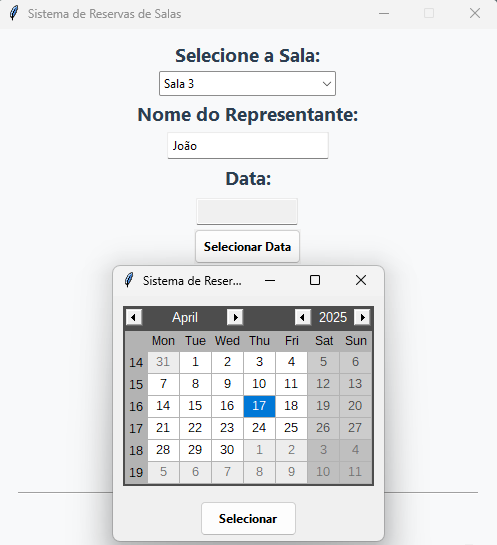 Sistema de Reservas de Salas
Selecione a Sala:
Sala 3
Nome do Representante:
João
Data:
Selecionar Data
Sistema de Reser...
April 2025
Mon Tue Wed Thu Fri Sat Sun
14 31 1 2 3 4 5 6
15 7 8 9 10 11 12 13
16 14 15 16 17 18 19 20
17 21 22 23 24 25 26 27
18 28 29 30 1 2 3 4
19 5 6 7 8 9 10 11
Selecionar